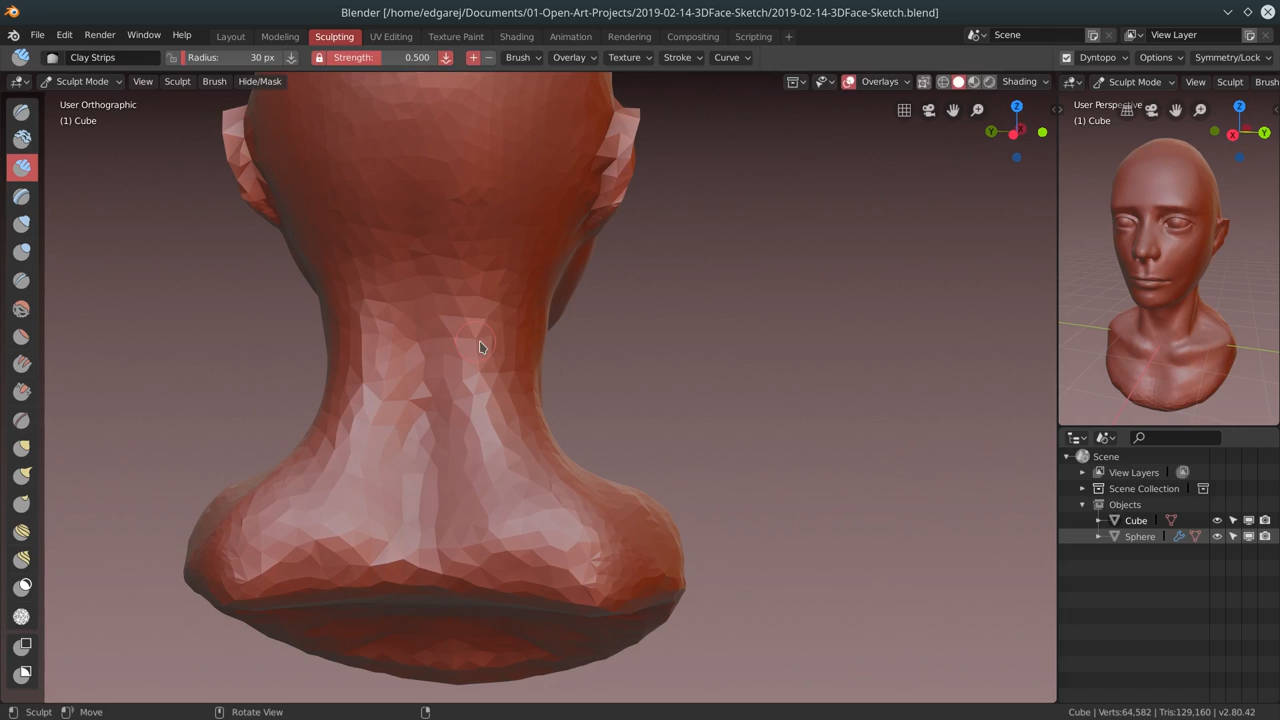 Blender [/home/edgarej/Documents/01-Open-Art-Projects/2019-02-14-3DFace-Sketch/2019-02-14-3DFace-Sketch.blend]
File Edit Render Window Help Layout Modeling Sculpting UV Editing Texture Paint Shading Animation Rendering Compositing Scripting + Scene View Layer
Clay Strips Radius: 30 px Strength: 0.500 Brush Overlay Texture Stroke Curve Dyntopo Options Symmetry/Lock
Sculpt Mode View Sculpt Brush Hide/Mask Overlays Shading Sculpt Mode View Sculpt Brush
User Orthographic
(1) Cube
Z
Y
X
User Perspective
(1) Cube
Z
X
Y
Scene
View Layers
Scene Collection
Objects
Cube
Sphere
Sculpt Move Rotate View Cube | Verts:64,582 | Tris:129,160 | v2.80.42